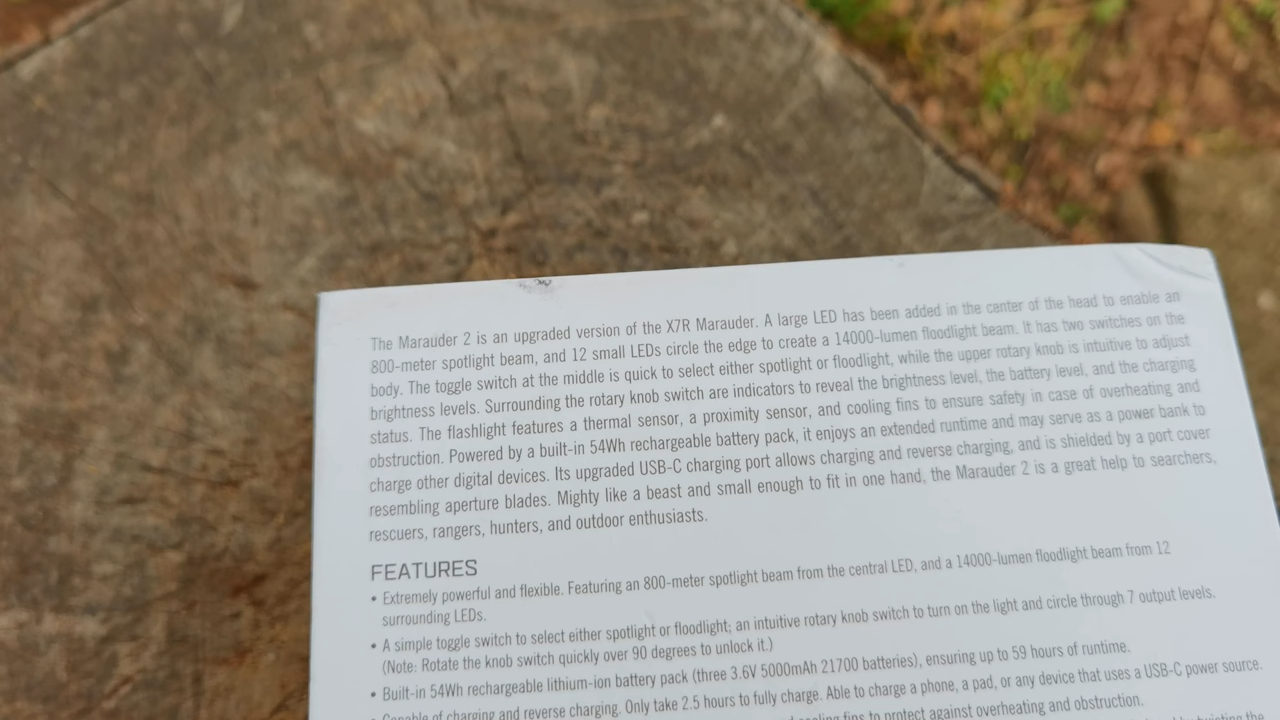 The Marauder 2 is an upgraded version of the X7R Marauder. A large LED has been added in the center of the head to enable an
800-meter spotlight beam, and 12 small LEDs circle the edge to create a 14000-lumen floodlight beam. It has two switches on the
body. The toggle switch at the middle is quick to select either spotlight or floodlight, while the upper rotary knob is intuitive to adjust
brightness levels. Surrounding the rotary knob switch are indicators to reveal the brightness level, the battery level, and the charging
status. The flashlight features a thermal sensor, a proximity sensor, and cooling fins to ensure safety in case of overheating and
obstruction. Powered by a built-in 54Wh rechargeable battery pack, it enjoys an extended runtime and may serve as a power bank to
charge other digital devices. Its upgraded USB-C charging port allows charging and reverse charging, and is shielded by a port cover
resembling aperture blades. Mighty like a beast and small enough to fit in one hand, the Marauder 2 is a great help to searchers,
rescuers, rangers, hunters, and outdoor enthusiasts.
FEATURES
• Extremely powerful and flexible. Featuring an 800-meter spotlight beam from the central LED, and a 14000-lumen floodlight beam from 12
surrounding LEDs.
• A simple toggle switch to select either spotlight or floodlight; an intuitive rotary knob switch to turn on the light and circle through 7 output levels.
(Note: Rotate the knob switch quickly over 90 degrees to unlock it.)
• Built-in 54Wh rechargeable lithium-ion battery pack (three 3.6V 5000mAh 21700 batteries), ensuring up to 59 hours of runtime.
• Capable of charging and reverse charging. Only take 2.5 hours to fully charge. Able to charge a phone, a pad, or any device that uses a USB-C power source.
cooling fins to protect against overheating and obstruction.
the